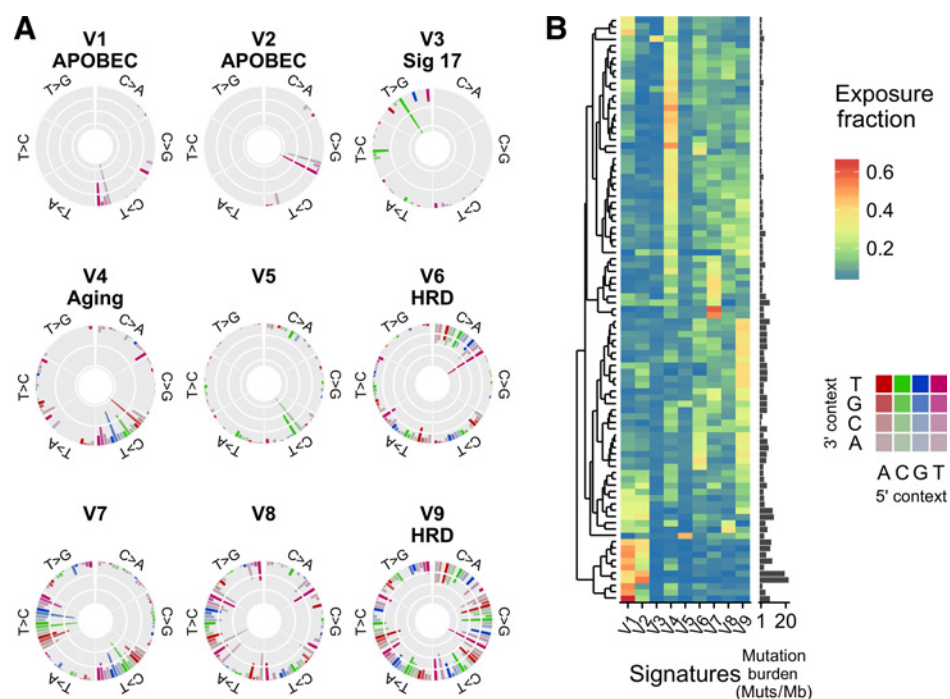 A
V1
APOBEC
T>G
C>A
T>C
C>G
T>A
C>T
V2
APOBEC
T>G
C>A
T>C
C>G
T>A
C>T
V3
Sig 17
T>G
C>A
T>C
C>G
T>A
C>T
V4
Aging
T>G
C>A
T>C
C>G
T>A
C>T
V5
T>G
C>A
T>C
C>G
T>A
C>T
V6
HRD
T>G
C>A
T>C
C>G
T>A
C>T
V7
T>G
C>A
T>C
C>G
T>A
C>T
V8
T>G
C>A
T>C
C>G
T>A
C>T
V9
HRD
T>G
C>A
T>C
C>G
T>A
C>T
B
V1 V2 V3 V4 V5 V6 V7 V8 V9
1 20
Signatures
Mutation
burden
(Muts/Mb)
Exposure
fraction
0.6
0.4
0.2
3' context
T
G
C
A
A C G T
5' context